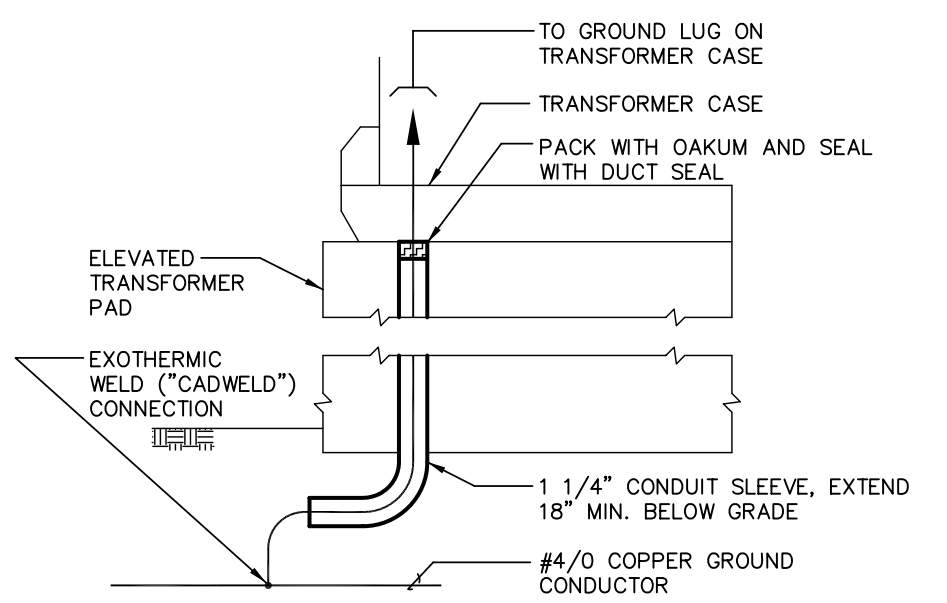 TO GROUND LUG ON
TRANSFORMER CASE
TRANSFORMER CASE
PACK WITH OAKUM AND SEAL
WITH DUCT SEAL
ELEVATED
TRANSFORMER
PAD
EXOTHERMIC
WELD ("CADWELD")
CONNECTION
1 1/4" CONDUIT SLEEVE, EXTEND
18" MIN. BELOW GRADE
#4/0 COPPER GROUND
CONDUCTOR